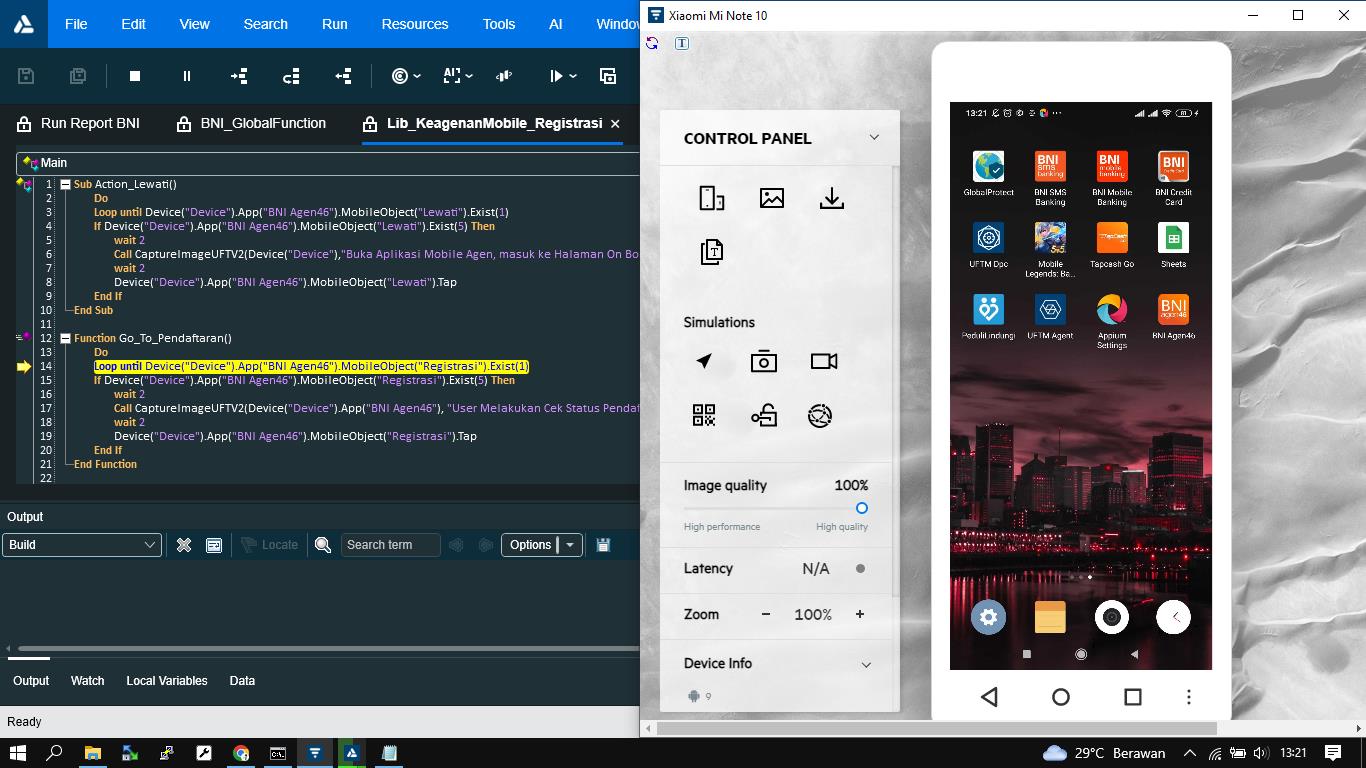 File Edit View Search Run Resources Tools AI Window
Run Report BNI BNI_GlobalFunction Lib_KeagenanMobile_Registrasi ×
Main
1 Sub Action_Lewati()
2 Do
3 Loop until Device("Device").App("BNI Agen46").MobileObject("Lewati").Exist(1)
4 If Device("Device").App("BNI Agen46").MobileObject("Lewati").Exist(5) Then
5 wait 2
6 Call CaptureImageUFTV2(Device("Device"),"Buka Aplikasi Mobile Agen, masuk ke Halaman On Bo
7 wait 2
8 Device("Device").App("BNI Agen46").MobileObject("Lewati").Tap
9 End If
10 End Sub
11
12 Function Go_To_Pendaftaran()
13 Do
14 Loop until Device("Device").App("BNI Agen46").MobileObject("Registrasi").Exist(1)
15 If Device("Device").App("BNI Agen46").MobileObject("Registrasi").Exist(5) Then
16 wait 2
17 Call CaptureImageUFTV2(Device("Device").App("BNI Agen46"), "User Melakukan Cek Status Pendaf
18 wait 2
19 Device("Device").App("BNI Agen46").MobileObject("Registrasi").Tap
20 End If
21 End Function
22
Output
Build Locate Search term Options
Output Watch Local Variables Data
Ready
Xiaomi Mi Note 10
CONTROL PANEL
Simulations
Image quality 100%
High performance High quality
Latency N/A
Zoom − 100% +
Device Info
9
13:21
GlobalProtect
BNI SMS
Banking
BNI Mobile
Banking
BNI Credit
Card
UFTM Dpc
Mobile
Legends: Ba...
Tapcash Go
Sheets
PeduliLindungi
UFTM Agent
Appium
Settings
BNI Agen46
29°C Berawan 13:21